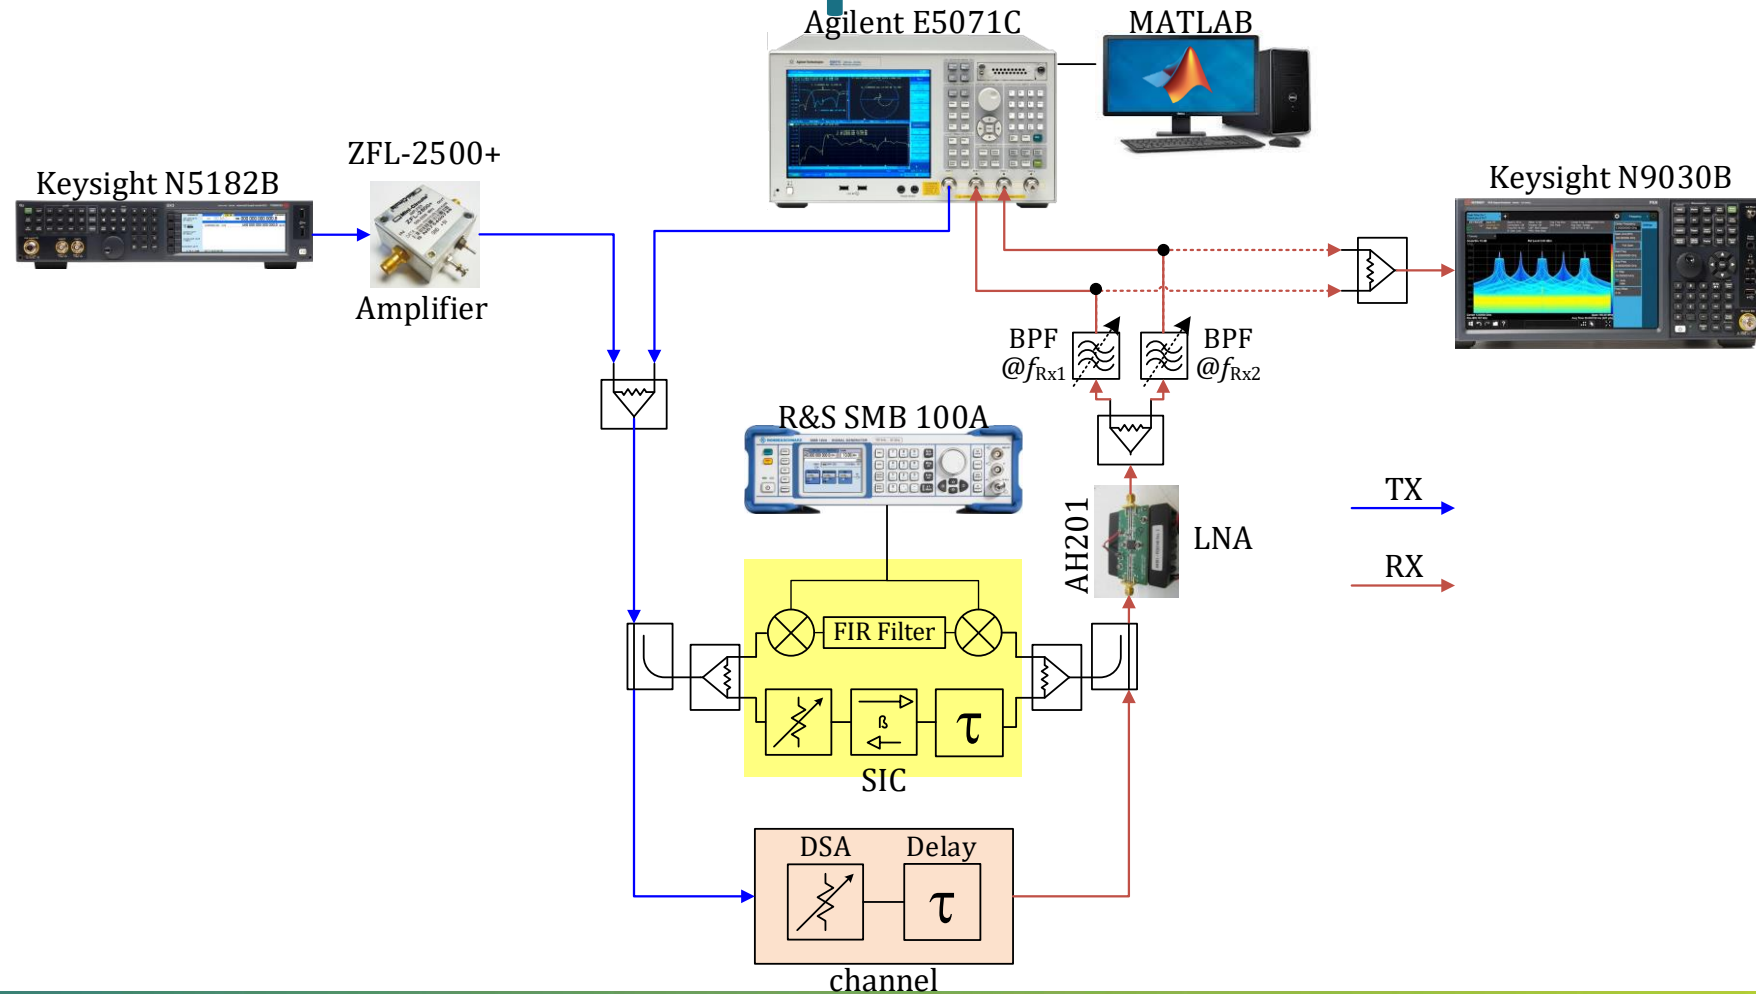 Agilent E5071C
MATLAB
ZFL-2500+
Keysight N5182B
Keysight N9030B
Amplifier
BPF
@fRx1
BPF
@fRx2
R&S SMB 100A
TX
AH201
LNA
RX
FIR Filter
ß
τ
SIC
DSA
Delay
τ
channel